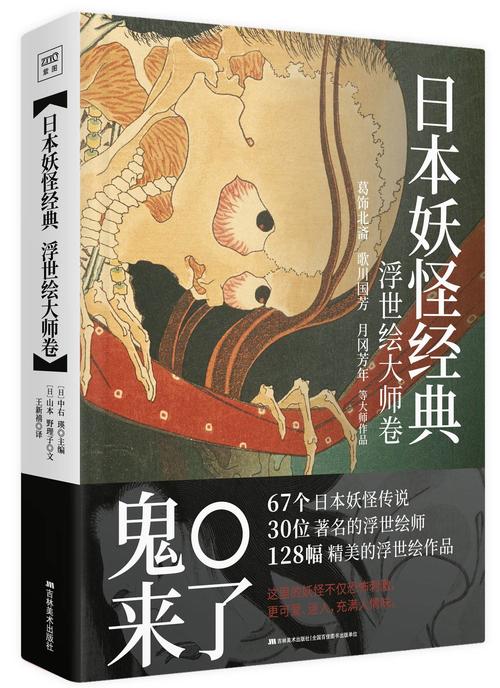 ZITO
紫图
日本妖怪经典 浮世绘大师卷
[日] 中右 瑛 主编
[日] 山本 野理子 文
王新禧 译
吉林美术出版社
日本妖怪经典
浮世绘大师卷
葛饰北斋 歌川国芳 月冈芳年 等大师作品
鬼〇
来了
67个日本妖怪传说
30位著名的浮世绘师
128幅精美的浮世绘作品
这里的妖怪不仅恐怖刺激,
更可爱、迷人,充满人情味。
吉林美术出版社|全国百佳图书出版单位